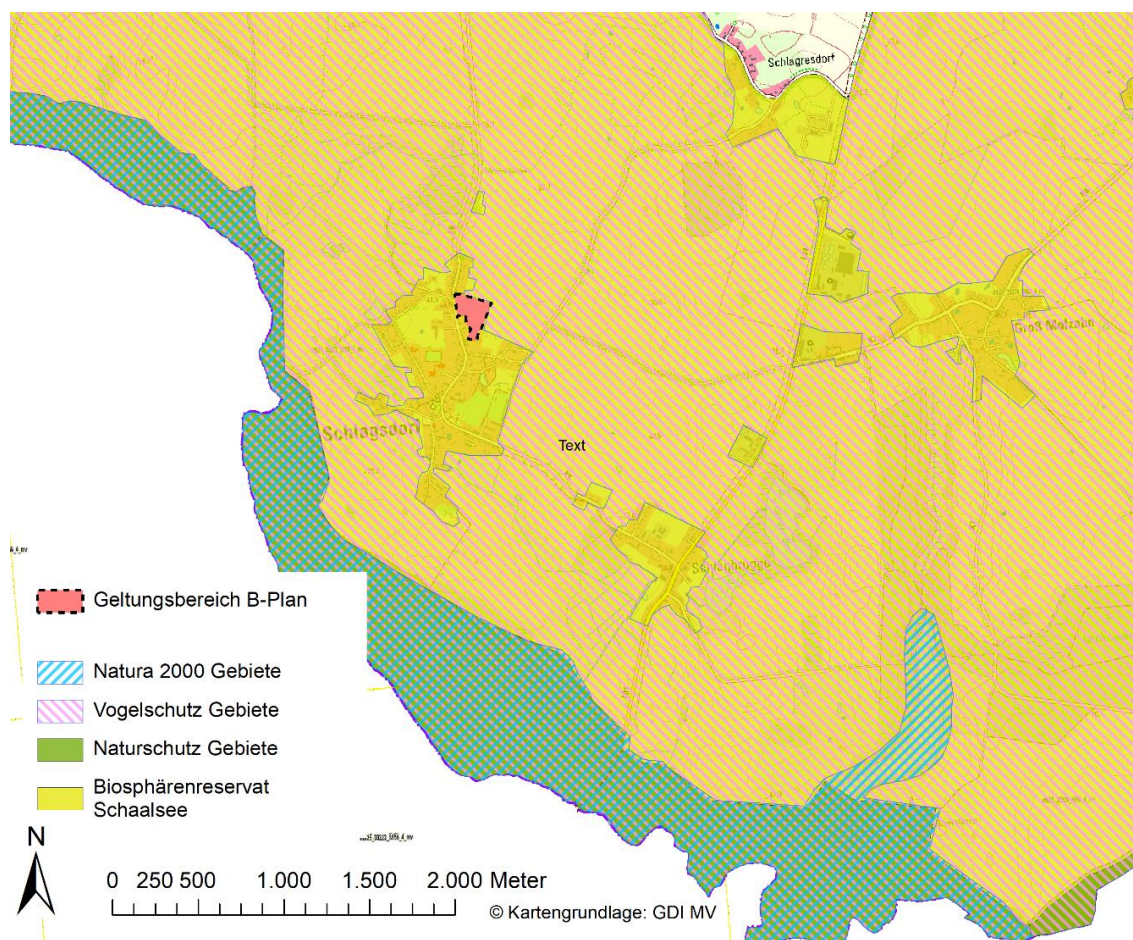 Schlagresdorf
Groß Molzahn
Schlagsdorf
Text
Schlagbrügge
Geltungsbereich B-Plan
Natura 2000 Gebiete
Vogelschutz Gebiete
Naturschutz Gebiete
Biosphärenreservat
Schaalsee
N
0 250 500 1.000 1.500 2.000 Meter
© Kartengrundlage: GDI MV